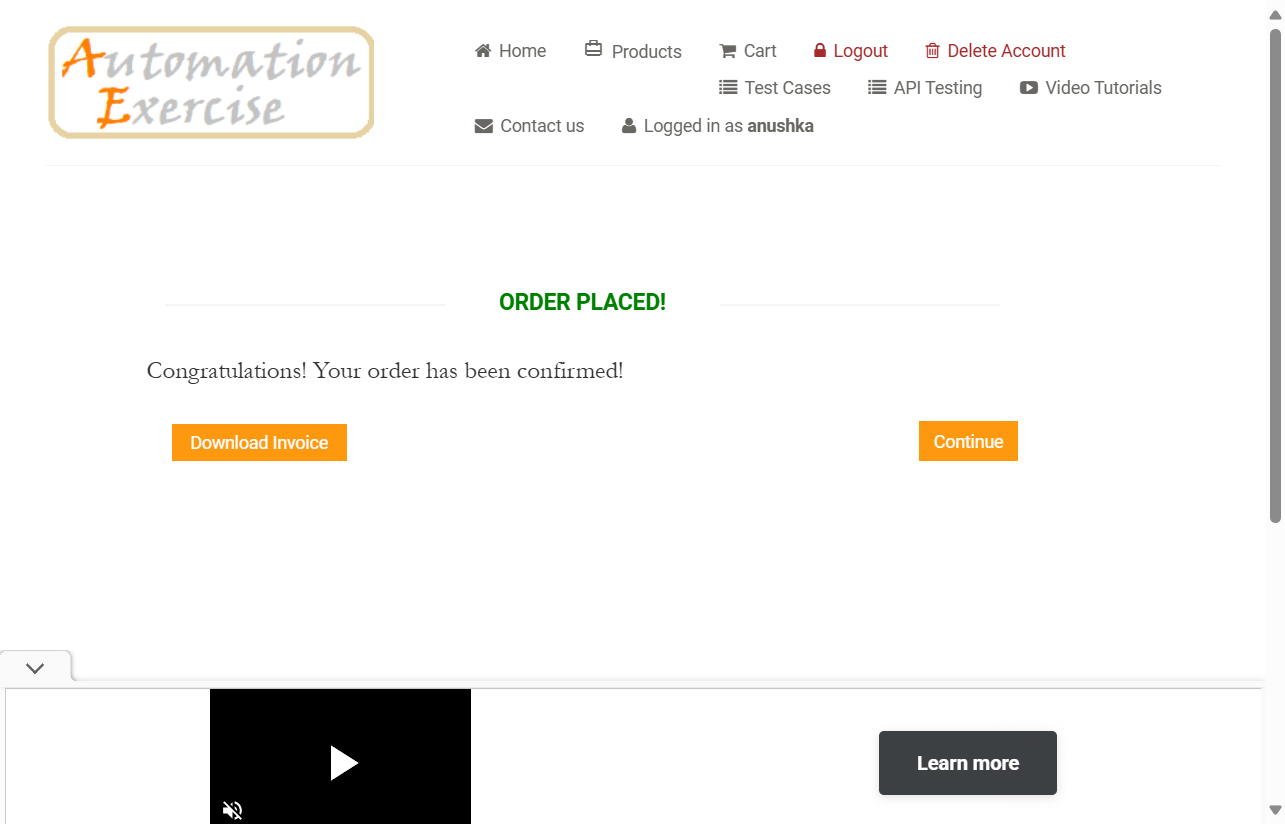 Automation
Exercise
Home Products Cart Logout Delete Account
Test Cases API Testing Video Tutorials
Contact us Logged in as anushka
ORDER PLACED!
Congratulations! Your order has been confirmed!
Download Invoice Continue
Learn more